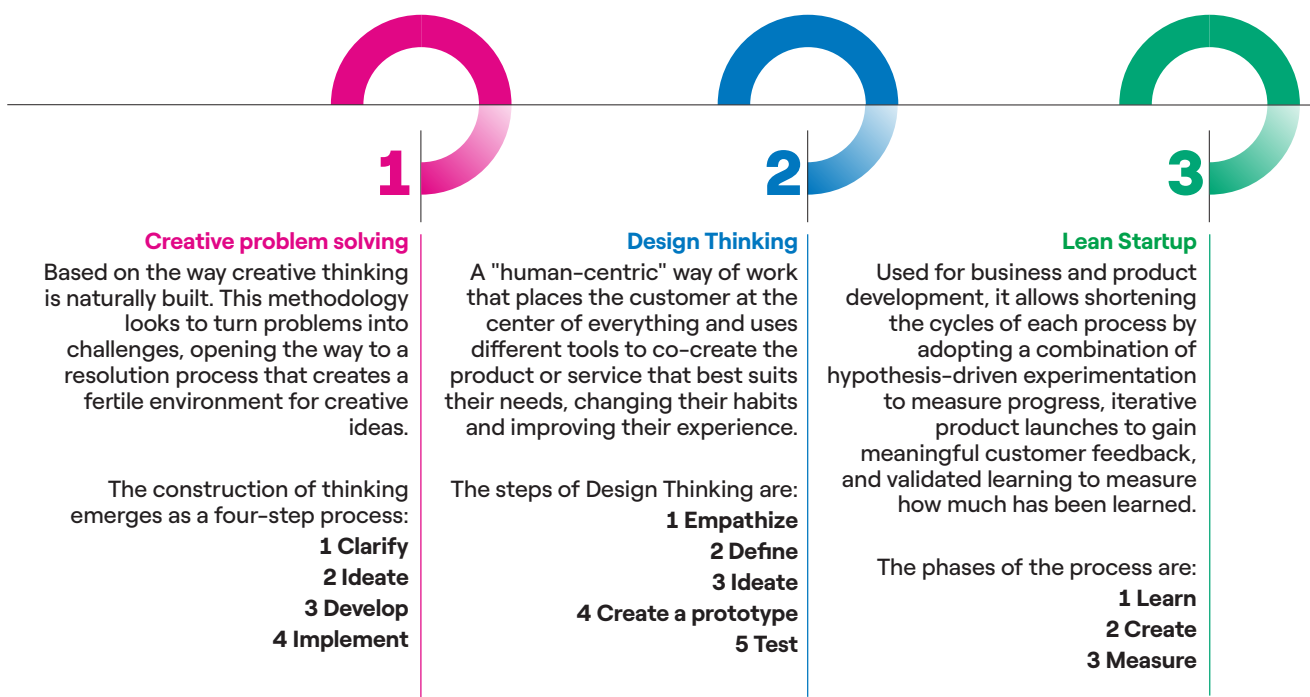 1
Creative problem solving
Based on the way creative thinking
is naturally built. This methodology
looks to turn problems into
challenges, opening the way to a
resolution process that creates a
fertile environment for creative
ideas.
The construction of thinking
emerges as a four-step process:
1 Clarify
2 Ideate
3 Develop
4 Implement
2
Design Thinking
A "human-centric" way of work
that places the customer at the
center of everything and uses
different tools to co-create the
product or service that best suits
their needs, changing their habits
and improving their experience.
The steps of Design Thinking are:
1 Empathize
2 Define
3 Ideate
4 Create a prototype
5 Test
3
Lean Startup
Used for business and product
development, it allows shortening
the cycles of each process by
adopting a combination of
hypothesis-driven experimentation
to measure progress, iterative
product launches to gain
meaningful customer feedback,
and validated learning to measure
how much has been learned.
The phases of the process are:
1 Learn
2 Create
3 Measure